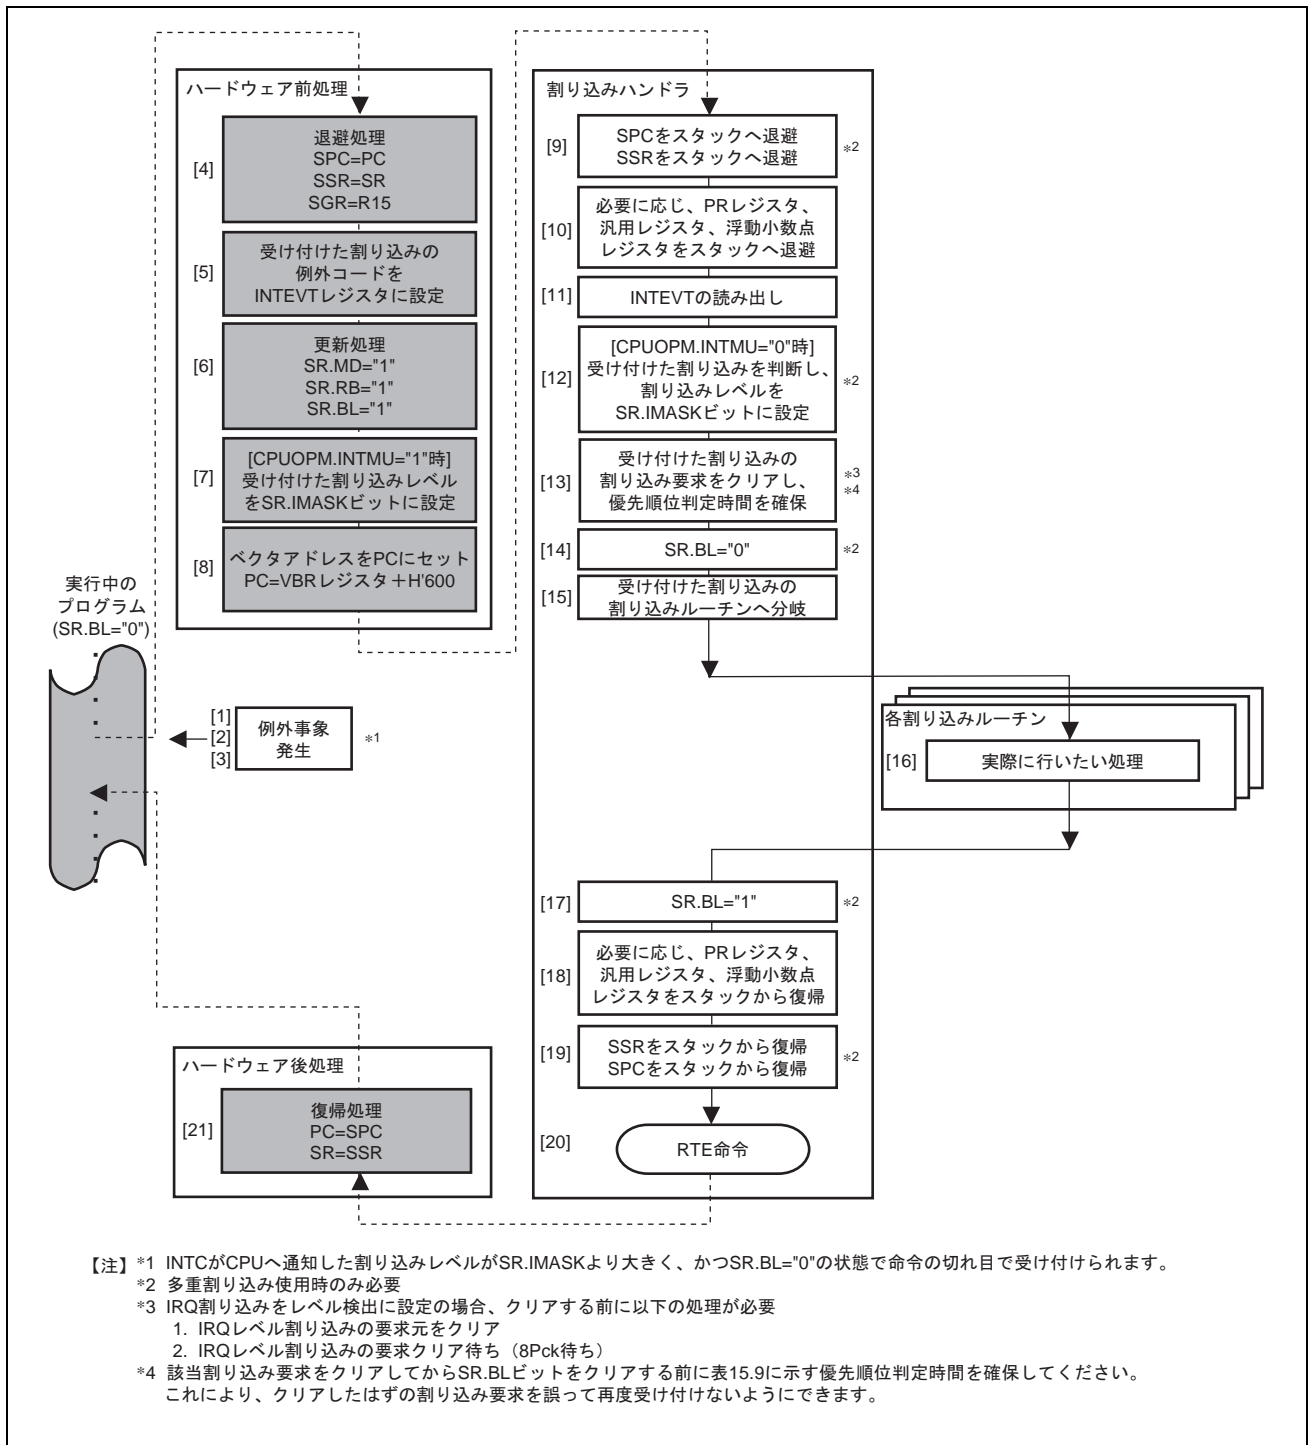 ハードウェア前処理
[4]
退避処理
SPC=PC
SSR=SR
SGR=R15
[5]
受け付けた割り込みの
例外コードを
INTEVTレジスタに設定
[6]
更新処理
SR.MD="1"
SR.RB="1"
SR.BL="1"
[7]
[CPUOPM.INTMU="1"時]
受け付けた割り込みレベル
をSR.IMASKビットに設定
[8]
ベクタアドレスをPCにセット
PC=VBRレジスタ＋H'600
実行中の
プログラム
(SR.BL="0")
[1]
[2]
[3]
例外事象
発生
*1
割り込みハンドラ
[9]
SPCをスタックへ退避
SSRをスタックへ退避
*2
[10]
必要に応じ、PRレジスタ、
汎用レジスタ、浮動小数点
レジスタをスタックへ退避
[11]
INTEVTの読み出し
[12]
[CPUOPM.INTMU="0"時]
受け付けた割り込みを判断し、
割り込みレベルを
SR.IMASKビットに設定
*2
[13]
受け付けた割り込みの
割り込み要求をクリアし、
優先順位判定時間を確保
*3
*4
[14]
SR.BL="0"
*2
[15]
受け付けた割り込みの
割り込みルーチンへ分岐
各割り込みルーチン
[16]
実際に行いたい処理
[17]
SR.BL="1"
*2
[18]
必要に応じ、PRレジスタ、
汎用レジスタ、浮動小数点
レジスタをスタックから復帰
[19]
SSRをスタックから復帰
SPCをスタックから復帰
*2
[20]
RTE命令
ハードウェア後処理
[21]
復帰処理
PC=SPC
SR=SSR
【注】*1 INTCがCPUへ通知した割り込みレベルがSR.IMASKより大きく、かつSR.BL="0"の状態で命令の切れ目で受け付けられます。
*2 多重割り込み使用時のみ必要
*3 IRQ割り込みをレベル検出に設定の場合、クリアする前に以下の処理が必要
1. IRQレベル割り込みの要求元をクリア
2. IRQレベル割り込みの要求クリア待ち（8Pck待ち）
*4 該当割り込み要求をクリアしてからSR.BLビットをクリアする前に表15.9に示す優先順位判定時間を確保してください。
これにより、クリアしたはずの割り込み要求を誤って再度受け付けないようにできます。